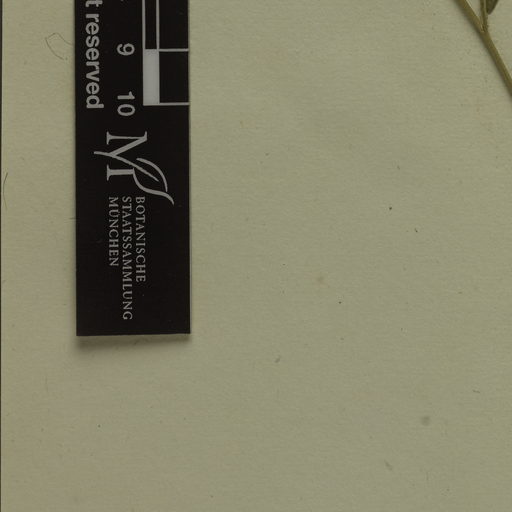 t reserved
9
10
BOTANISCHE
STAATSSAMMLUNG
MÜNCHEN